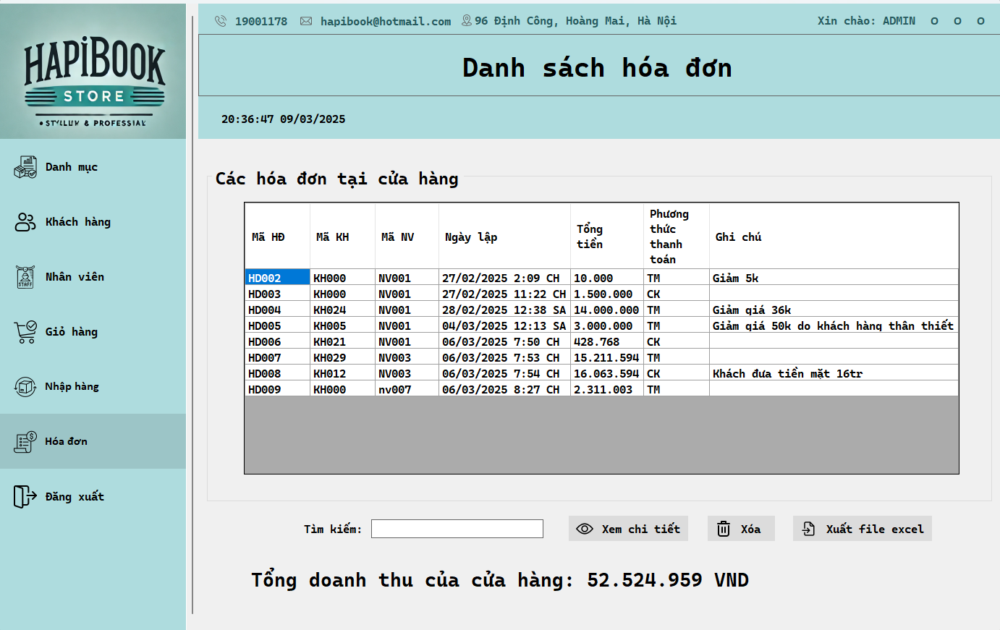 HAPIBOOK
STORE
19001178 hapibook@hotmail.com 96 Định Công, Hoàng Mai, Hà Nội Xin chào: ADMIN O O O
Danh sách hóa đơn
20:36:47 09/03/2025
Danh mục
Khách hàng
Nhân viên
Giỏ hàng
Nhập hàng
Hóa đơn
Đăng xuất
Các hóa đơn tại cửa hàng
Mã HĐ Mã KH Mã NV Ngày lập Tổng tiền Phương thức thanh toán Ghi chú
HD002 KH000 NV001 27/02/2025 2:09 CH 10.000 TM Giảm 5k
HD003 KH000 NV001 27/02/2025 11:22 CH 1.500.000 CK
HD004 KH024 NV001 28/02/2025 12:38 SA 14.000.000 TM Giảm giá 36k
HD005 KH005 NV001 04/03/2025 12:13 SA 3.000.000 TM Giảm giá 50k do khách hàng thân thiết
HD006 KH021 NV001 06/03/2025 7:50 CH 428.768 CK
HD007 KH029 NV003 06/03/2025 7:53 CH 15.211.594 TM
HD008 KH012 NV003 06/03/2025 7:54 CH 16.063.594 CK Khách đưa tiền mặt 16tr
HD009 KH000 nv007 06/03/2025 8:27 CH 2.311.003 TM
Tìm kiếm: Xem chi tiết Xóa Xuất file excel
Tổng doanh thu của cửa hàng: 52.524.959 VND